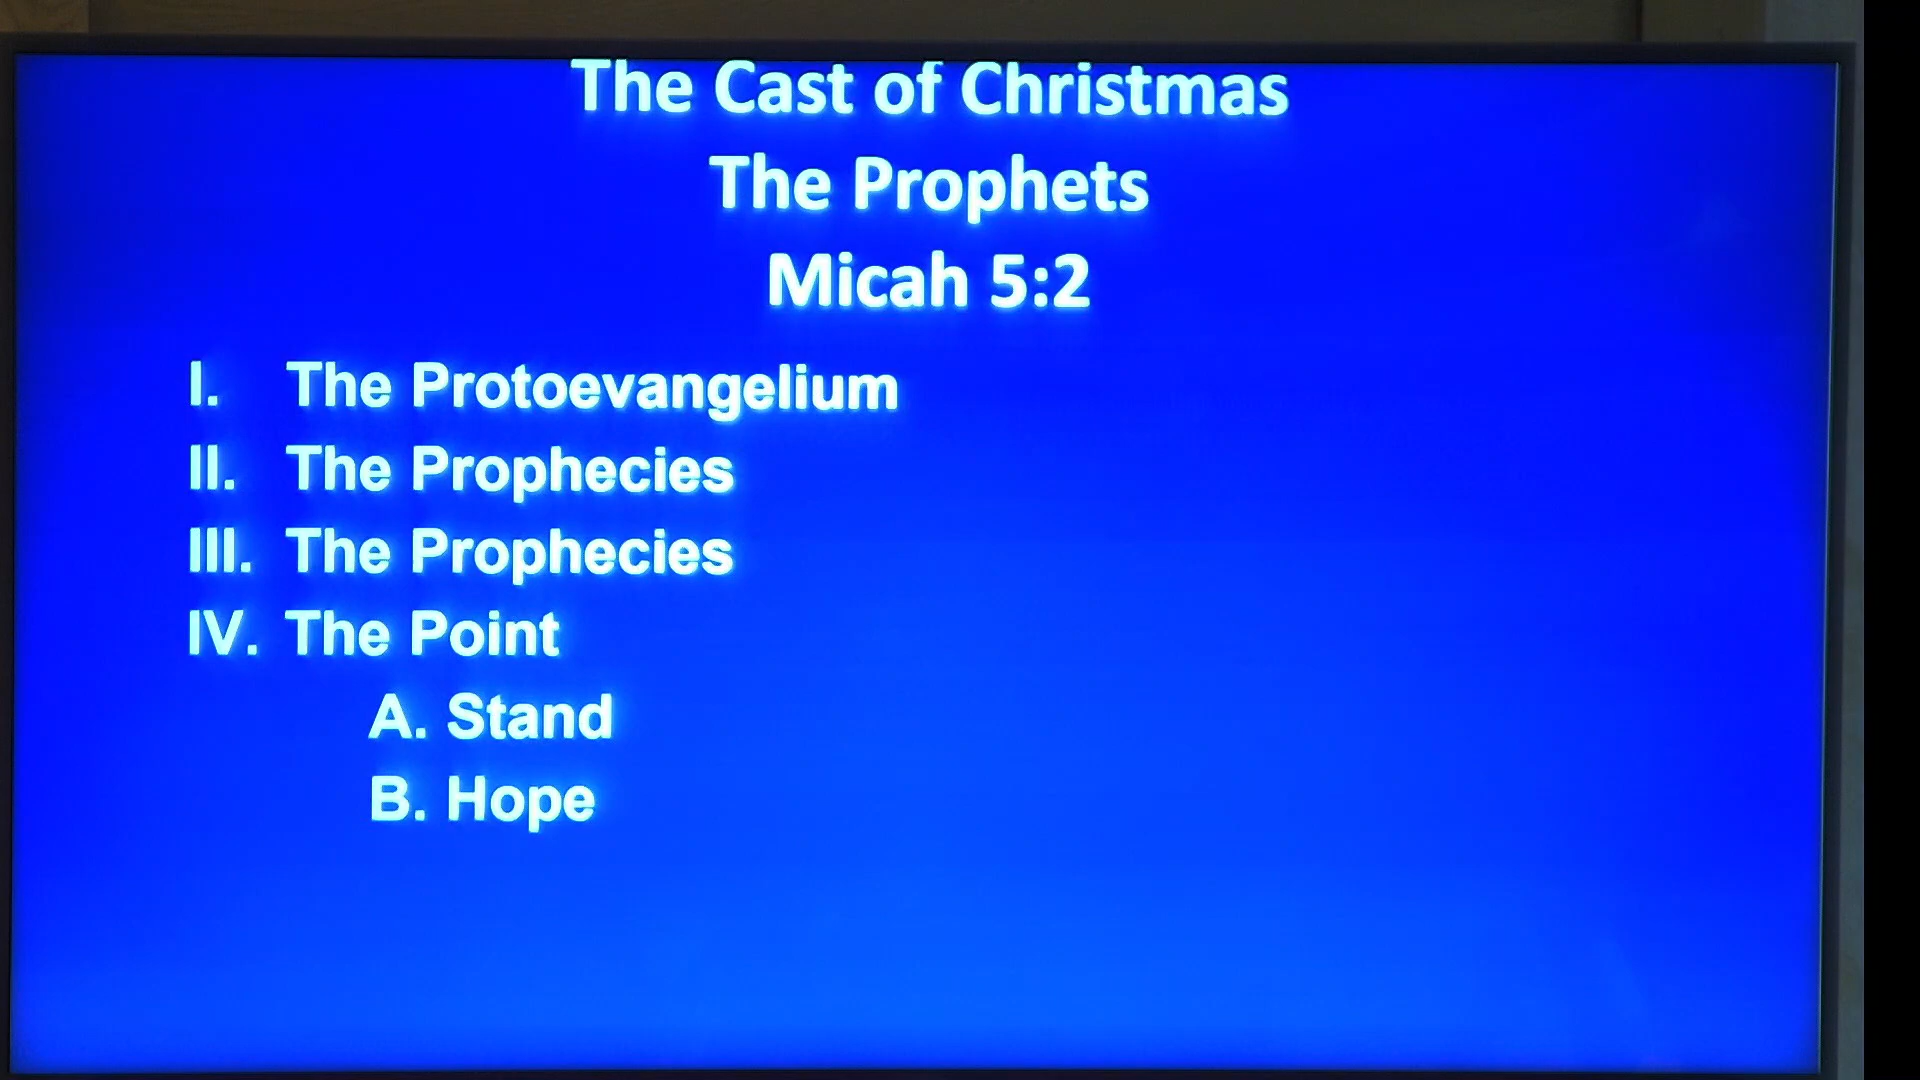 The Cast of Christmas
The Prophets
Micah 5:2
I. The Protoevangelium
II. The Prophecies
III. The Prophecies
IV. The Point
A. Stand
B. Hope